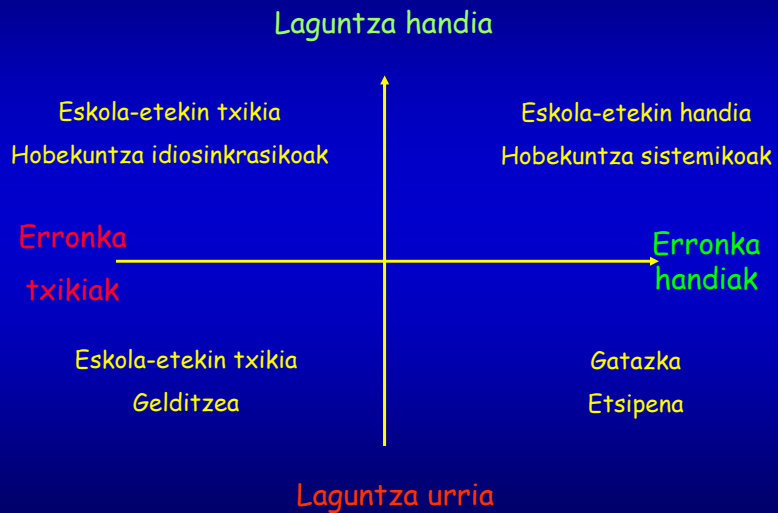 Laguntza handia
Eskola-etekin txikia
Hobekuntza idiosinkrasikoak
Eskola-etekin handia
Hobekuntza sistemikoak
Erronka
txikiak
Erronka
handiak
Eskola-etekin txikia
Gelditzea
Gatazka
Etsipena
Laguntza urria